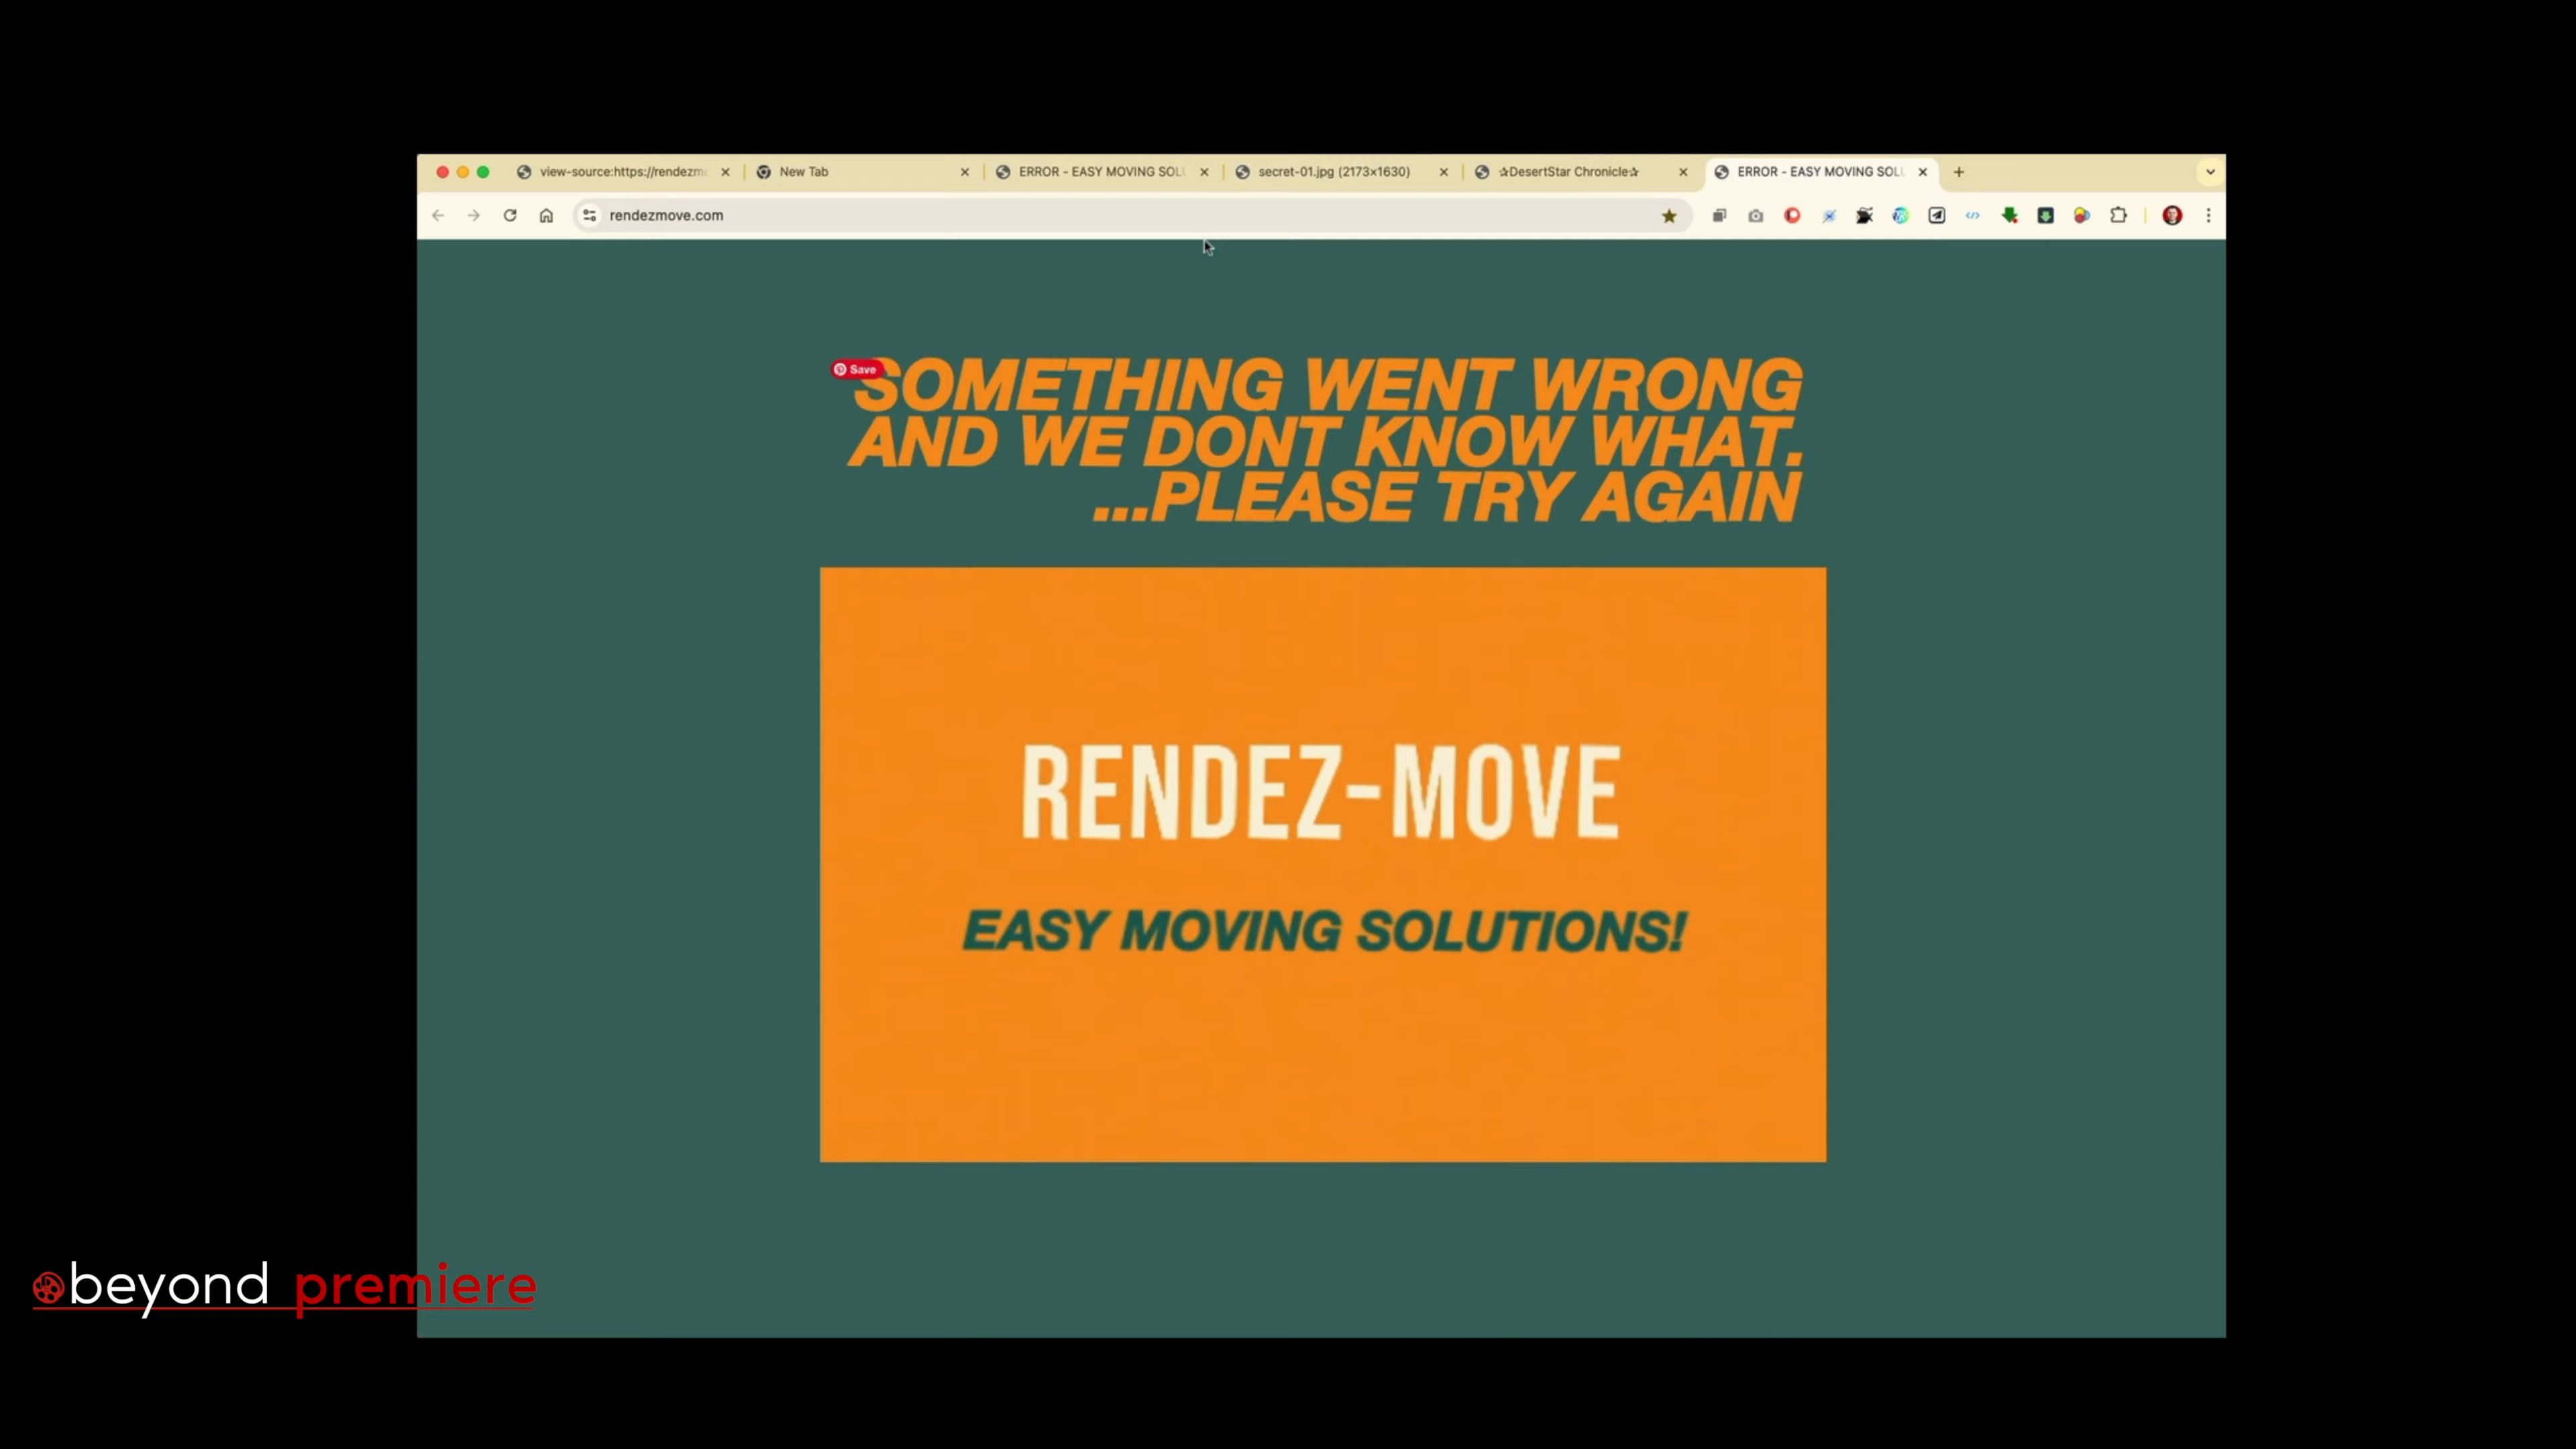 view-source:https://rendezm
New Tab
ERROR - EASY MOVING SOL
secret-01.jpg (2173×1630)
✰DesertStar Chronicle✰
ERROR - EASY MOVING SOL
rendezmove.com
Save
SOMETHING WENT WRONG
AND WE DONT KNOW WHAT.
...PLEASE TRY AGAIN
RENDEZ-MOVE
EASY MOVING SOLUTIONS!
beyond premiere